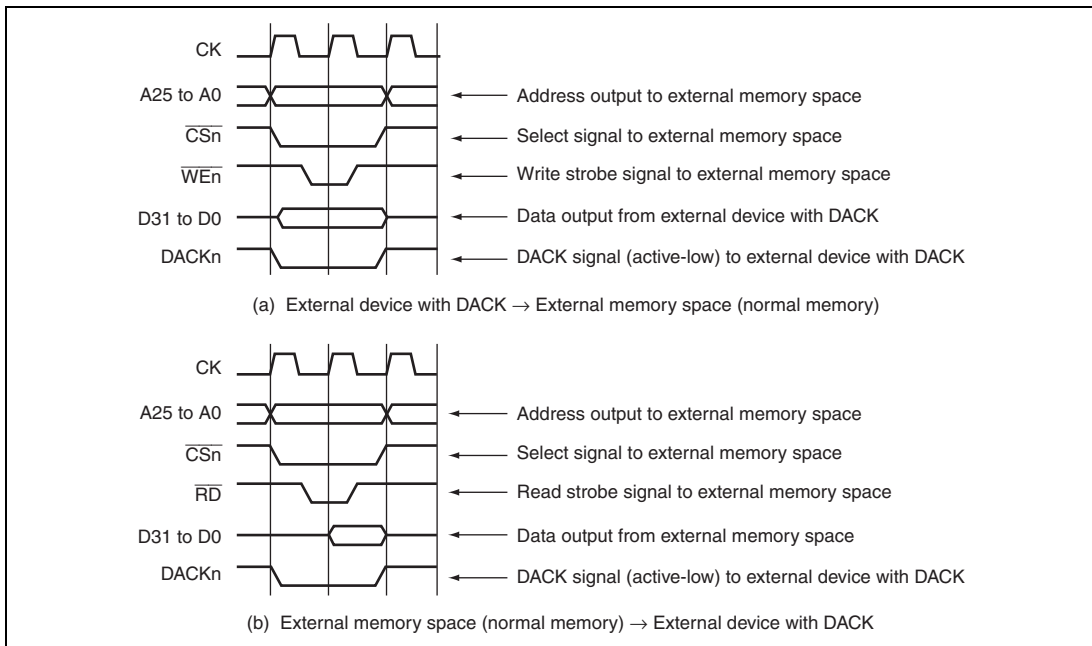 CK
A25 to A0 Address output to external memory space
CSn Select signal to external memory space
WEn Write strobe signal to external memory space
D31 to D0 Data output from external device with DACK
DACKn DACK signal (active-low) to external device with DACK
(a) External device with DACK → External memory space (normal memory)
CK
A25 to A0 Address output to external memory space
CSn Select signal to external memory space
RD Read strobe signal to external memory space
D31 to D0 Data output from external memory space
DACKn DACK signal (active-low) to external device with DACK
(b) External memory space (normal memory) → External device with DACK